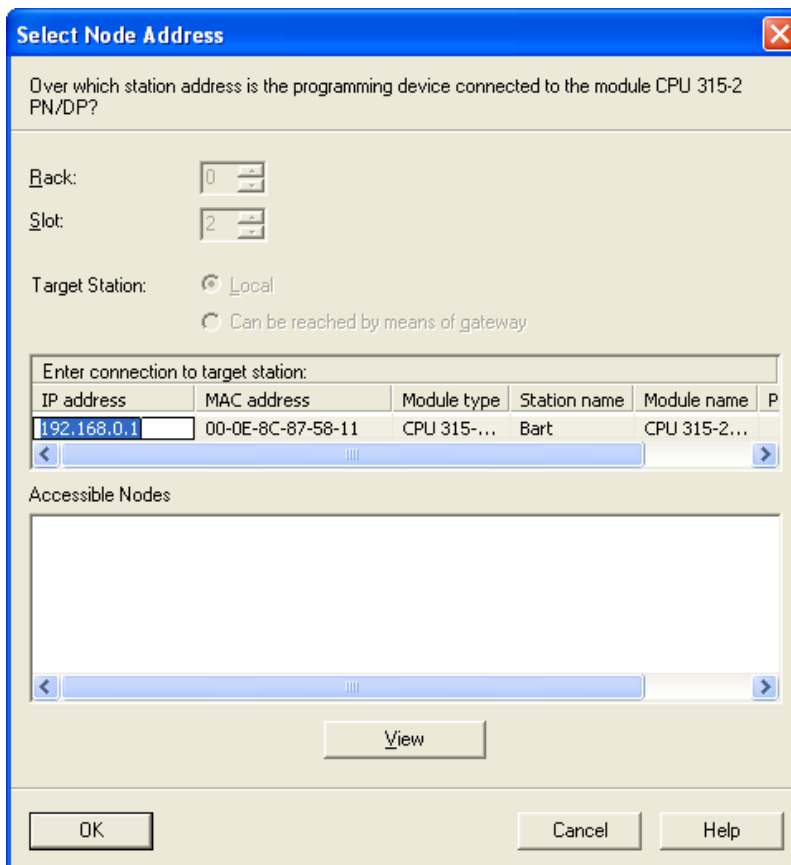 Select Node Address
Over which station address is the programming device connected to the module CPU 315-2
PN/DP?
Rack: 0
Slot: 2
Target Station: Local
Can be reached by means of gateway
Enter connection to target station:
IP address MAC address Module type Station name Module name P
192.168.0.1 00-0E-8C-87-58-11 CPU 315-... Bart CPU 315-2...
Accessible Nodes
View
OK Cancel Help